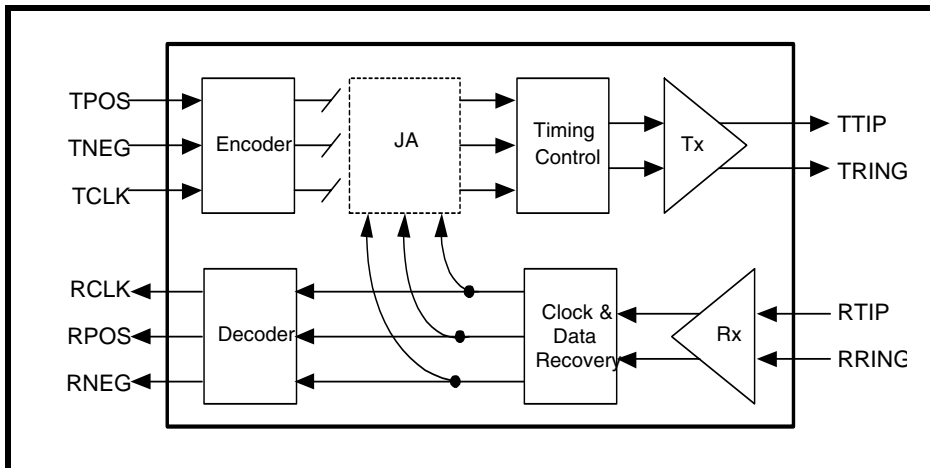 TPOS
TNEG
TCLK
Encoder
JA
Timing
Control
Tx
TTIP
TRING
RCLK
RPOS
RNEG
Decoder
Clock &
Data
Recovery
Rx
RTIP
RRING